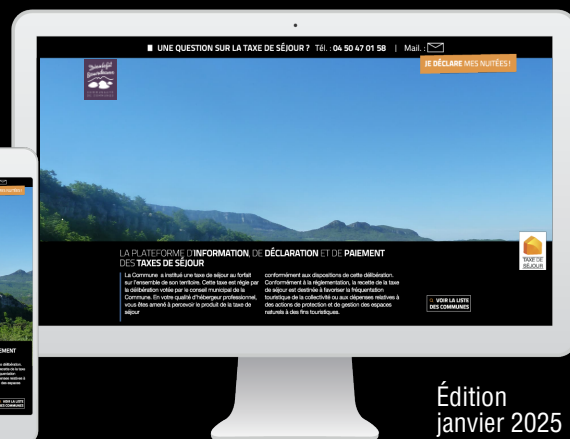 UNE QUESTION SUR LA TAXE DE SÉJOUR ? Tél. : 04 50 47 01 58 | Mail. :
JE DÉCLARE MES NUITÉES !
LA PLATEFORME D'INFORMATION, DE DÉCLARATION ET DE PAIEMENT
DES TAXES DE SÉJOUR
La Commune a institué une taxe de séjour au forfait
sur l'ensemble de son territoire. Cette taxe est régie par
la délibération votée par le conseil municipal de la
Commune. En votre qualité d'hébergeur professionnel,
vous êtes amené à percevoir le produit de la taxe de
séjour
conformément aux dispositions de cette délibération.
Conformément à la règlementation, la recette de la taxe
de séjour est destinée à favoriser la fréquentation
touristique de la collectivité ou aux dépenses relatives à
des actions de protection et de gestion des espaces
naturels à des fins touristiques.
TAXE DE
SÉJOUR
VOIR LA LISTE
DES COMMUNES
Édition
janvier 2025